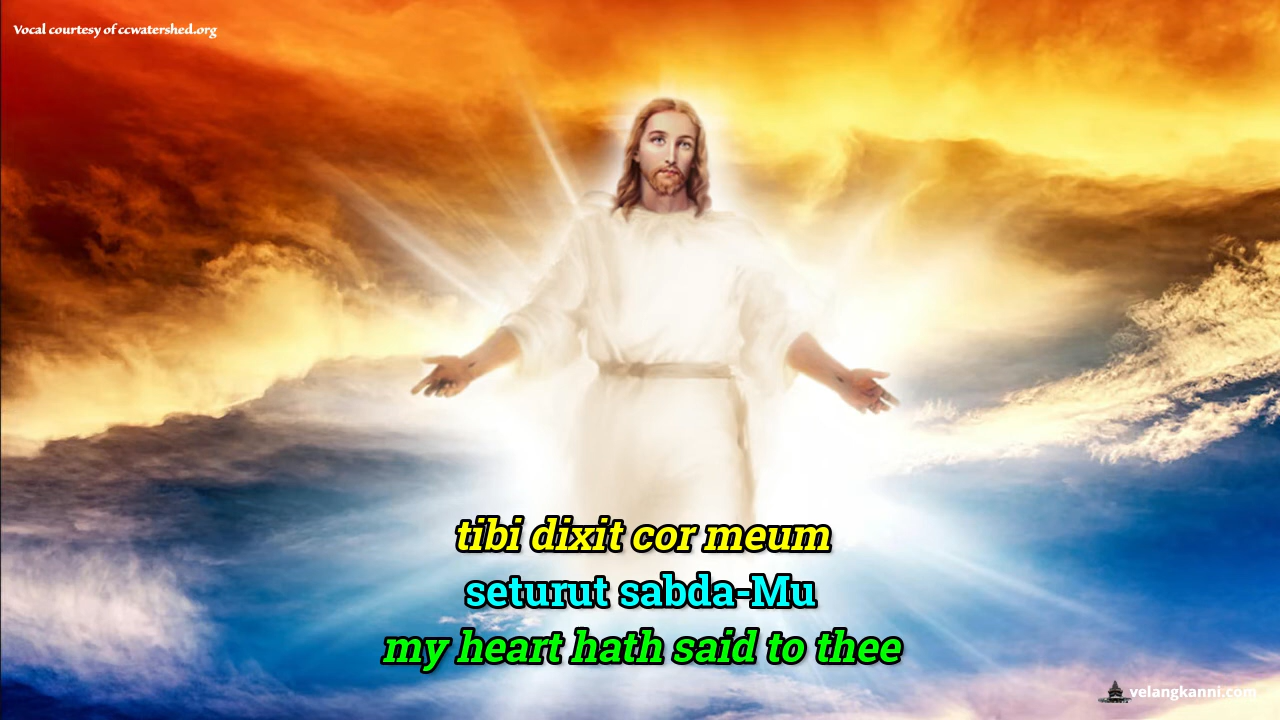 Vocal courtesy of ccwatershed.org
tibi dixit cor meum
seturut sabda-Mu
my heart hath said to thee
velangkanni.com